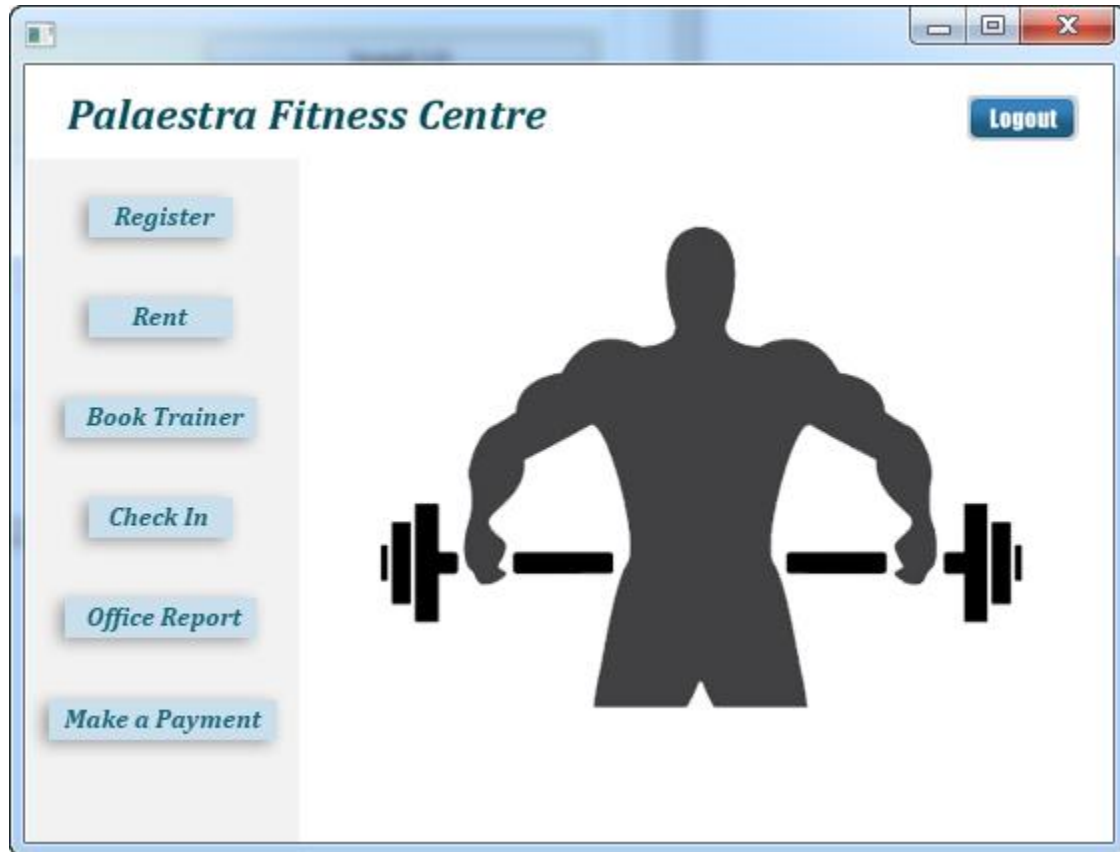 Palaestra Fitness Centre
Logout
Register
Rent
Book Trainer
Check In
Office Report
Make a Payment